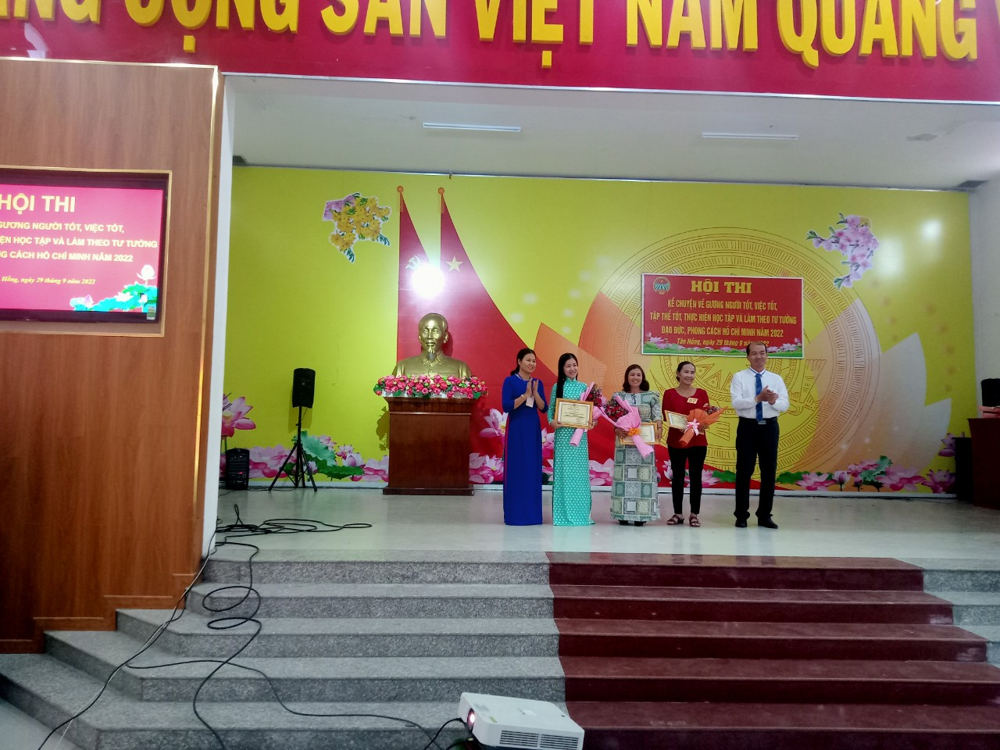 ẢNG CỘNG SẢN VIỆT NAM QUANG
HỘI THI
GƯƠNG NGƯỜI TỐT, VIỆC TỐT,
IỆN HỌC TẬP VÀ LÀM THEO TƯ TƯỞNG
NG CÁCH HỒ CHÍ MINH NĂM 2022
Hồng, ngày 29 tháng 9 năm 2022
HỘI THI
KỂ CHUYỆN VỀ GƯƠNG NGƯỜI TỐT, VIỆC TỐT,
TẬP THỂ TỐT, THỰC HIỆN HỌC TẬP VÀ LÀM THEO TƯ TƯỞNG
ĐẠO ĐỨC, PHONG CÁCH HỒ CHÍ MINH NĂM 2022
Tân Hồng, ngày 29 tháng 9 năm 2022